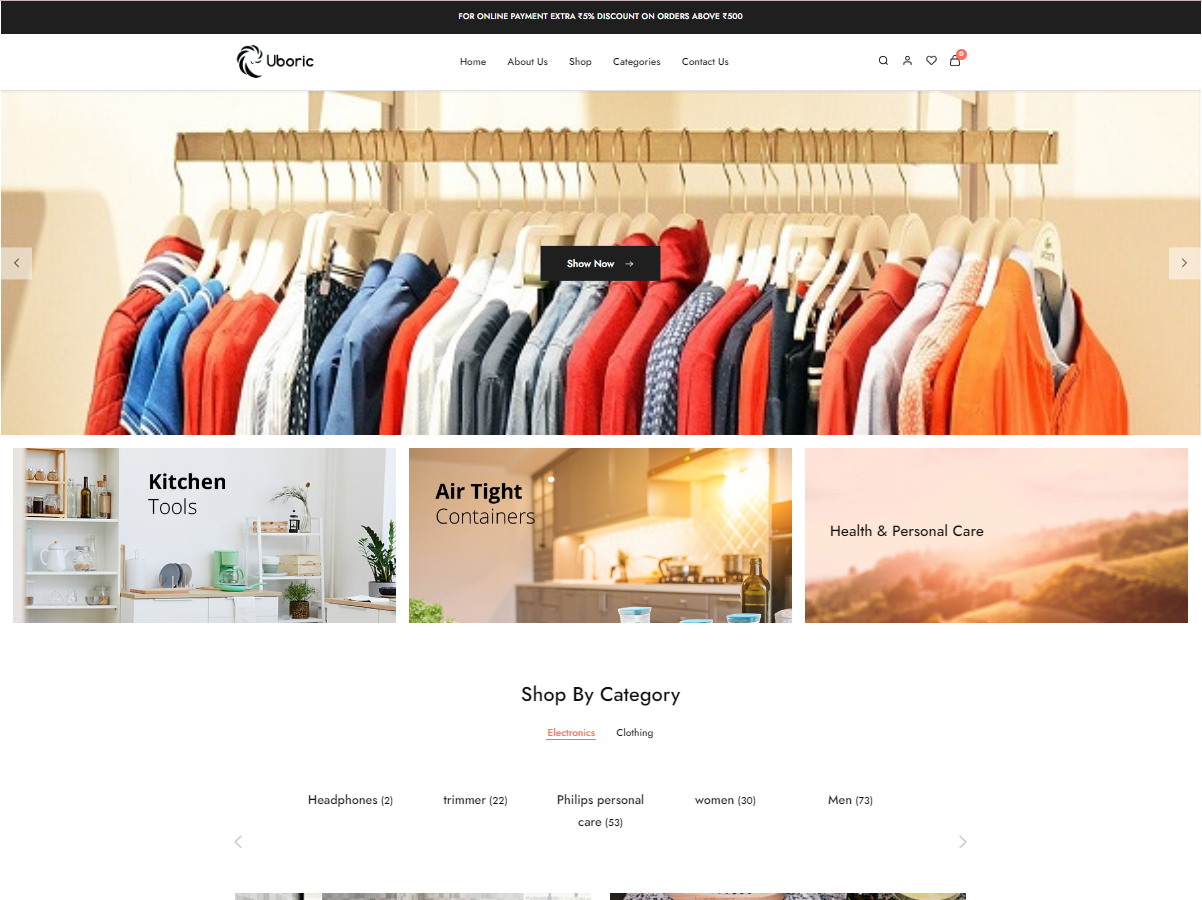 FOR ONLINE PAYMENT EXTRA ₹5% DISCOUNT ON ORDERS ABOVE ₹500
Uboric
Home
About Us
Shop
Categories
Contact Us
0
Show Now
Kitchen
Tools
Air Tight
Containers
Health & Personal Care
Shop By Category
Electronics
Clothing
Headphones (2)
trimmer (22)
Philips personal
care (53)
women (30)
Men (73)